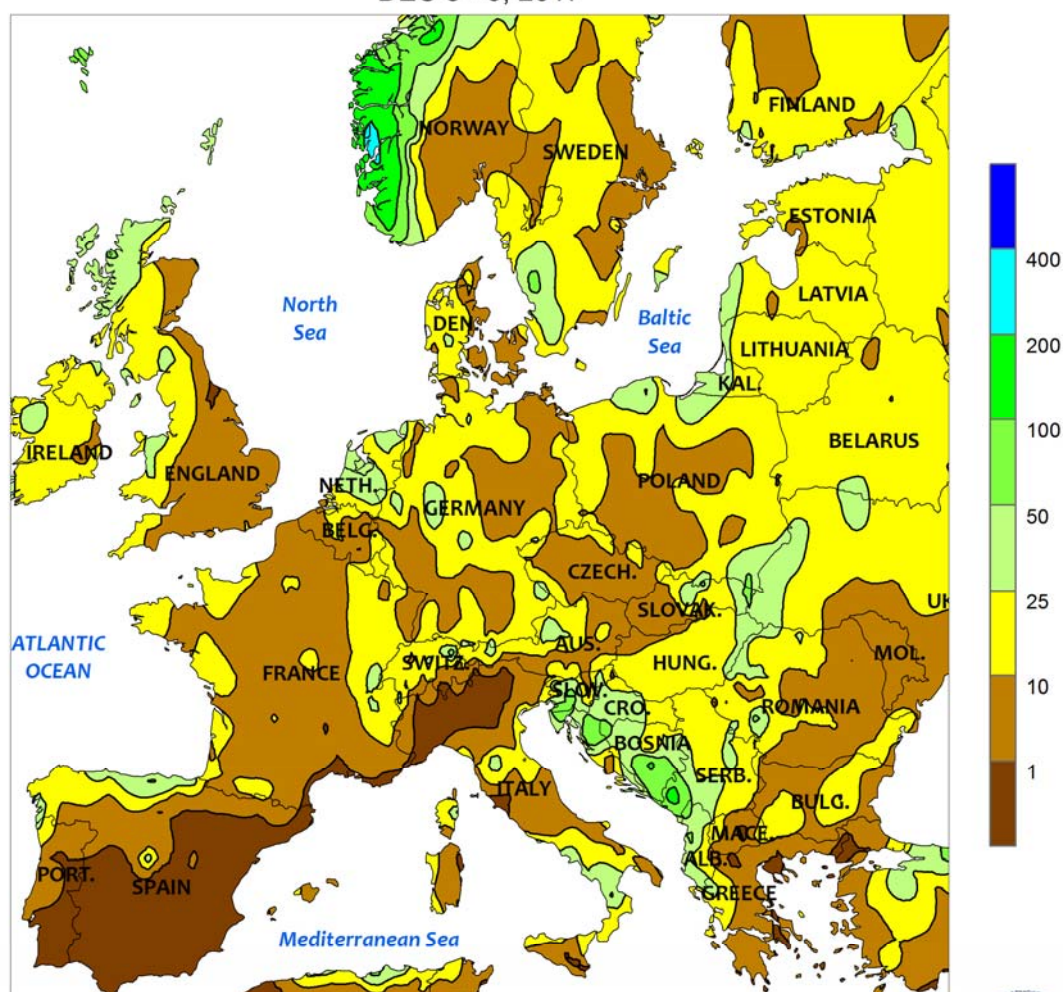 FINLAND
NORWAY
SWEDEN
ESTONIA
North
Sea
Baltic
Sea
DEN.
LATVIA
LITHUANIA
KAL.
BELARUS
IRELAND
ENGLAND
NETH.
GERMANY
POLAND
BELG.
CZECH.
SLOVAK.
UK
ATLANTIC
OCEAN
FRANCE
SWITZ.
AUS.
HUNG.
MOL.
SLOV.
CRO.
ROMANIA
BOSNIA
SERB.
ITALY
BULG.
MACE.
PORT.
SPAIN
ALB.
GREECE
Mediterranean Sea
400
200
100
50
25
10
1